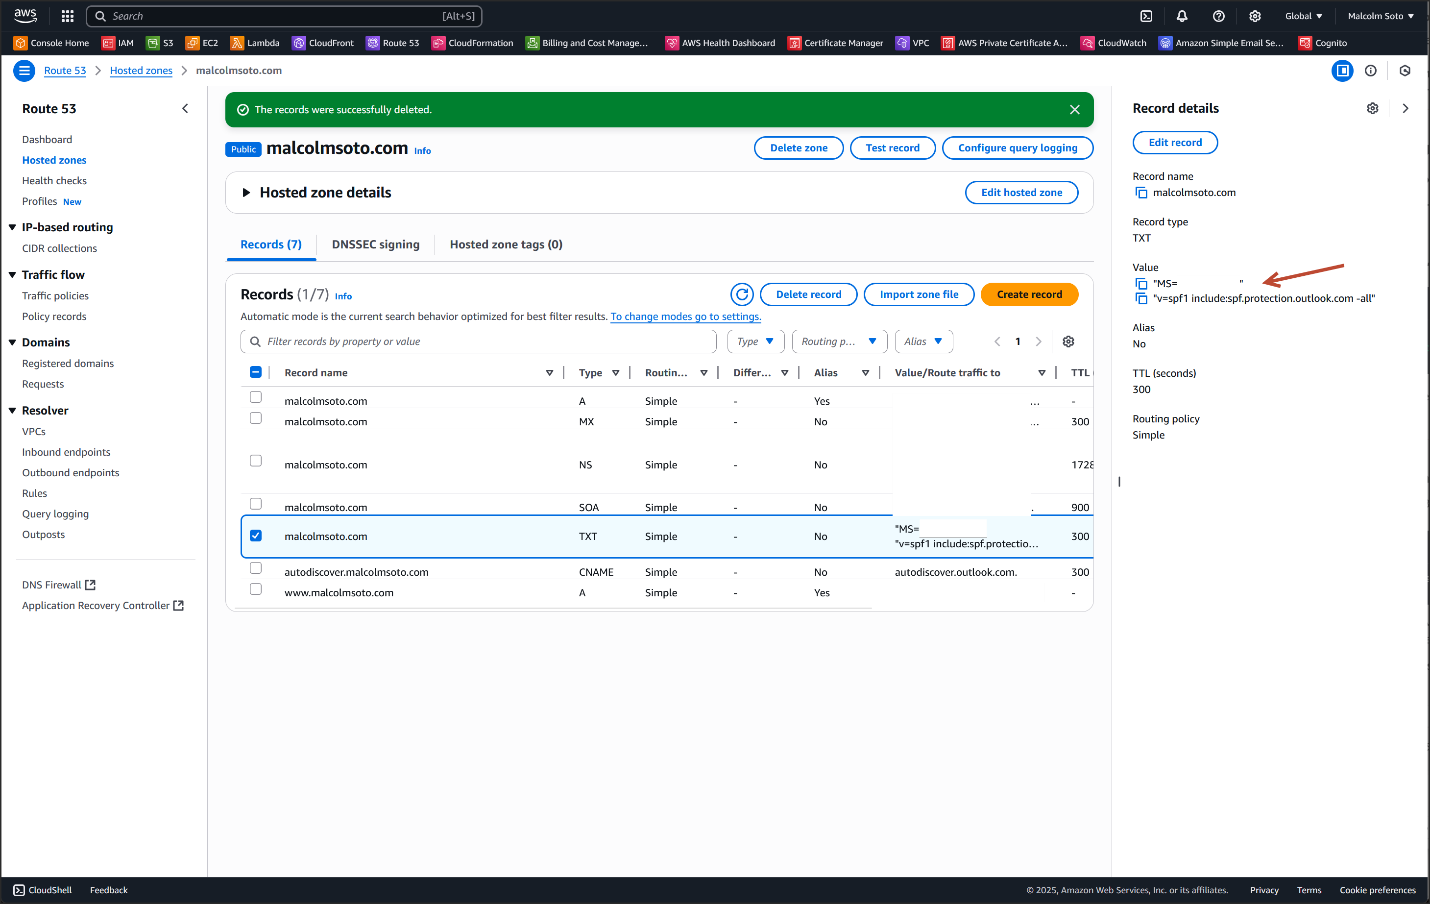 aws
Search [Alt+S]
Global
Malcolm Soto
Console Home IAM S3 EC2 Lambda CloudFront Route 53 CloudFormation Billing and Cost Manage... AWS Health Dashboard Certificate Manager VPC AWS Private Certificate A... CloudWatch Amazon Simple Email Se... Cognito
Route 53 Hosted zones malcolmsoto.com
Route 53
Dashboard
Hosted zones
Health checks
Profiles New
IP-based routing
CIDR collections
Traffic flow
Traffic policies
Policy records
Domains
Registered domains
Requests
Resolver
VPCs
Inbound endpoints
Outbound endpoints
Rules
Query logging
Outposts
DNS Firewall
Application Recovery Controller
The records were successfully deleted.
Public malcolmsoto.com Info
Delete zone Test record Configure query logging
Hosted zone details
Edit hosted zone
Records (7) DNSSEC signing Hosted zone tags (0)
Records (1/7) Info
Delete record Import zone file Create record
Automatic mode is the current search behavior optimized for best filter results. To change modes go to settings.
Filter records by property or value
Type Routing p... Alias 1
Record name Type Routin... Differ... Alias Value/Route traffic to TTL (
malcolmsoto.com A Simple - Yes ... -
malcolmsoto.com MX Simple - No ... 300
malcolmsoto.com NS Simple - No 1728
malcolmsoto.com SOA Simple - No . 900
malcolmsoto.com TXT Simple - No "MS= 300
"v=spf1 include:spf.protectio...
autodiscover.malcolmsoto.com CNAME Simple - No autodiscover.outlook.com. 300
www.malcolmsoto.com A Simple - Yes -
Record details
Edit record
Record name
malcolmsoto.com
Record type
TXT
Value
"MS= "
"v=spf1 include:spf.protection.outlook.com -all"
Alias
No
TTL (seconds)
300
Routing policy
Simple
CloudShell Feedback
© 2025, Amazon Web Services, Inc. or its affiliates. Privacy Terms Cookie preferences